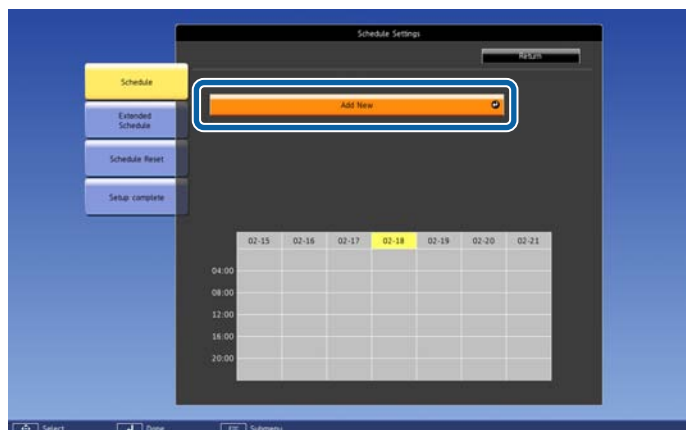 Schedule Settings
Return
Schedule
Add New
Extended
Schedule
Schedule Reset
Setup complete
02-15 02-16 02-17 02-18 02-19 02-20 02-21
04:00
08:00
12:00
16:00
20:00
Select Done Submenu